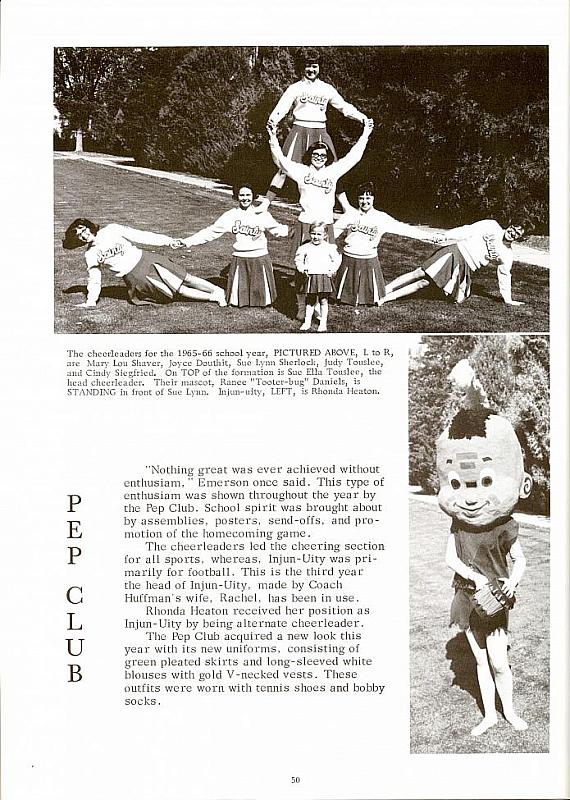 Saints
Saints
Saints
Saints
Saints
Saints
The cheerleaders for the 1965-66 school year, PICTURED ABOVE, L to R,
are Mary Lou Shaver, Joyce Douthit, Sue Lynn Sherlock, Judy Touslee,
and Cindy Siegfried. On TOP of the formation is Sue Ella Touslee, the
head cheerleader. Their mascot, Ranee "Tooter-bug" Daniels, is
STANDING in front of Sue Lynn. Injun-uity, LEFT, is Rhonda Heaton.
PEP CLUB
"Nothing great was ever achieved without
enthusiasm," Emerson once said. This type of
enthusiam was shown throughout the year by
the Pep Club. School spirit was brought about
by assemblies, posters, send-offs, and pro-
motion of the homecoming game.
The cheerleaders led the cheering section
for all sports, whereas, Injun-Uity was pri-
marily for football. This is the third year
the head of Injun-Uity, made by Coach
Huffman's wife, Rachel, has been in use.
Rhonda Heaton received her position as
Injun-Uity by being alternate cheerleader.
The Pep Club acquired a new look this
year with its new uniforms, consisting of
green pleated skirts and long-sleeved white
blouses with gold V-necked vests. These
outfits were worn with tennis shoes and bobby
socks.
50